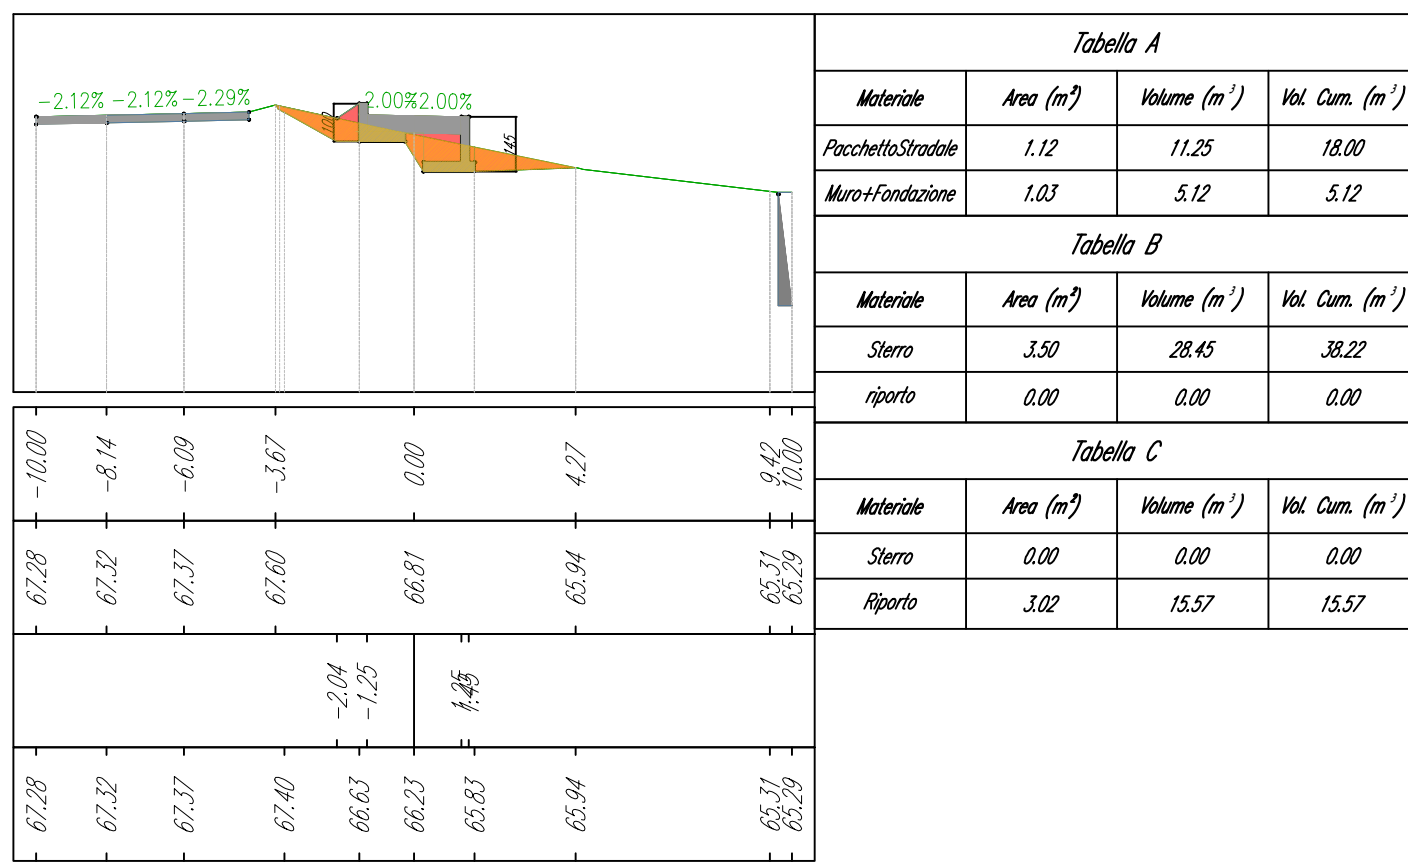 -2.12% -2.12% -2.29% 2.00% 2.00%
145
-10.00 -8.14 -6.09 -3.67 0.00 4.27 9.42 10.00
67.28 67.32 67.37 67.60 66.81 65.94 65.31 65.29
-2.04 -1.25 1.25 1.45
67.28 67.32 67.37 67.40 66.63 66.23 65.83 65.94 65.31 65.29
Tabella A
Materiale Area (m²) Volume (m³) Vol. Cum. (m³)
PacchettoStradale 1.12 11.25 18.00
Muro+Fondazione 1.03 5.12 5.12
Tabella B
Materiale Area (m²) Volume (m³) Vol. Cum. (m³)
Sterro 3.50 28.45 38.22
riporto 0.00 0.00 0.00
Tabella C
Materiale Area (m²) Volume (m³) Vol. Cum. (m³)
Sterro 0.00 0.00 0.00
Riporto 3.02 15.57 15.57